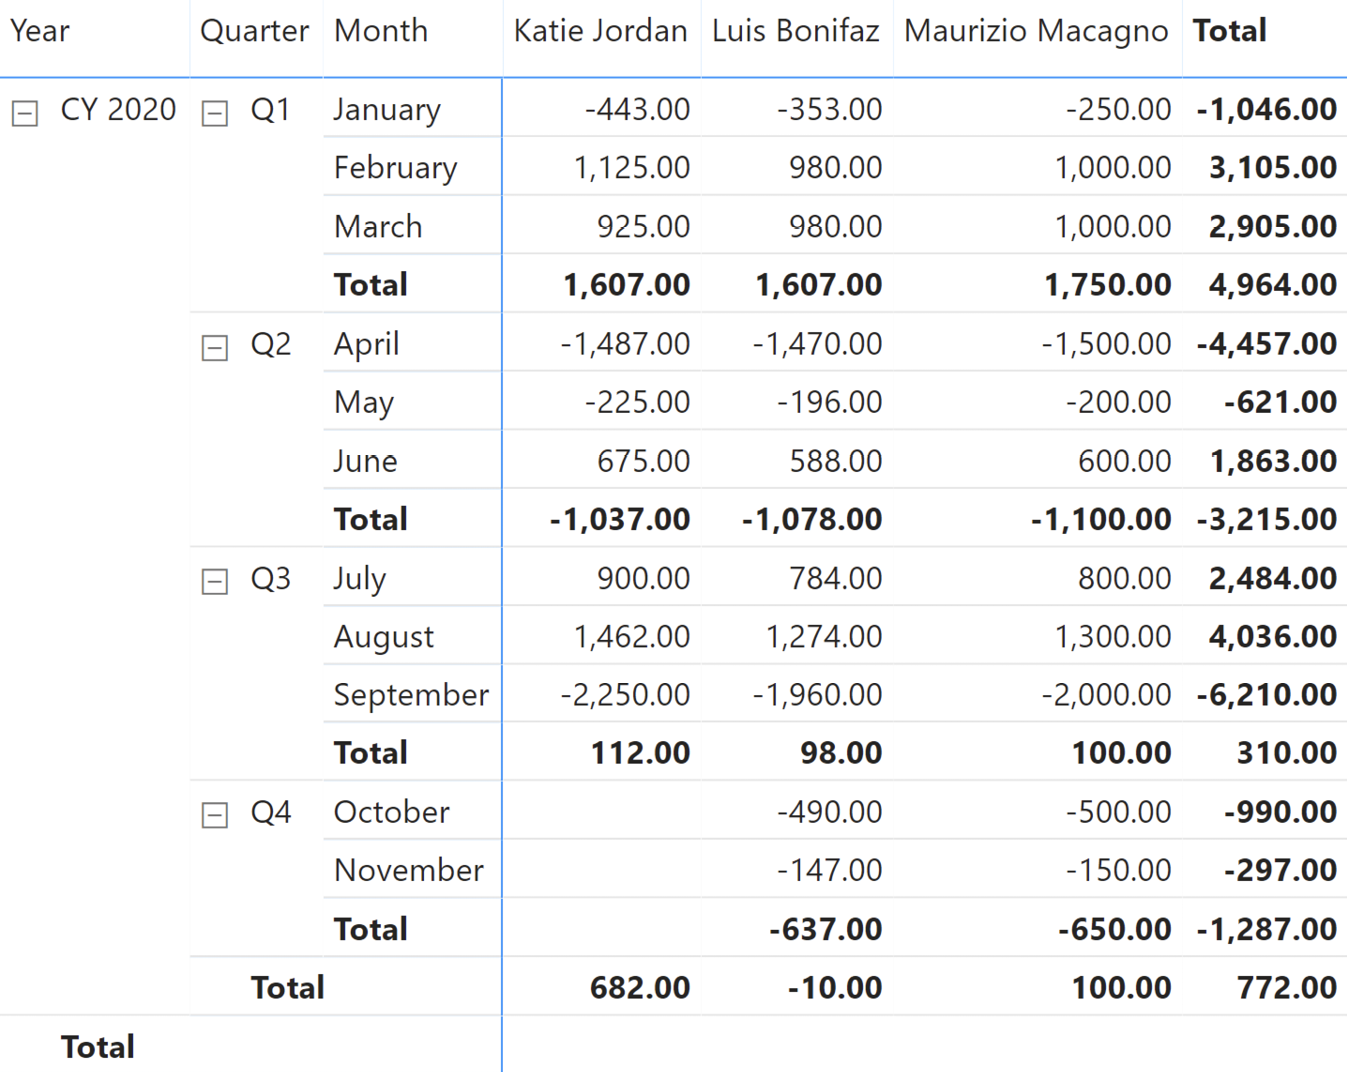 Year Quarter Month Katie Jordan Luis Bonifaz Maurizio Macagno Total
CY 2020 Q1 January -443.00 -353.00 -250.00 -1,046.00
February 1,125.00 980.00 1,000.00 3,105.00
March 925.00 980.00 1,000.00 2,905.00
Total 1,607.00 1,607.00 1,750.00 4,964.00
Q2 April -1,487.00 -1,470.00 -1,500.00 -4,457.00
May -225.00 -196.00 -200.00 -621.00
June 675.00 588.00 600.00 1,863.00
Total -1,037.00 -1,078.00 -1,100.00 -3,215.00
Q3 July 900.00 784.00 800.00 2,484.00
August 1,462.00 1,274.00 1,300.00 4,036.00
September -2,250.00 -1,960.00 -2,000.00 -6,210.00
Total 112.00 98.00 100.00 310.00
Q4 October -490.00 -500.00 -990.00
November -147.00 -150.00 -297.00
Total -637.00 -650.00 -1,287.00
Total 682.00 -10.00 100.00 772.00
Total